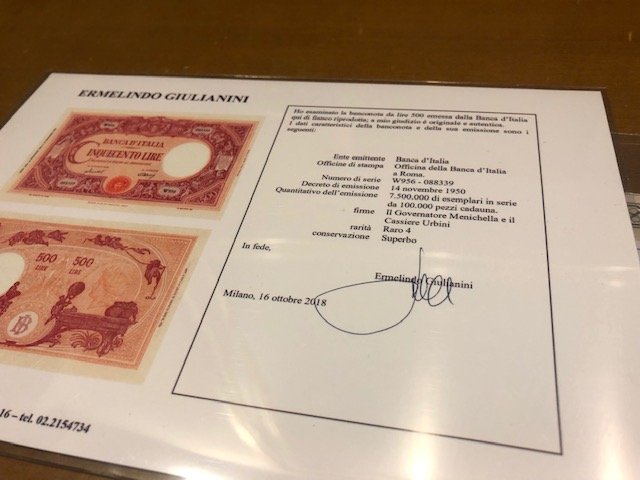 ERMELINDO GIULIANINI
BANCA D'ITALIA
CINQUECENTO LIRE
W956
500 500
LIRE LIRE
16 – tel. 02.2154734
Ho esaminato la banconota da lire 500 emessa dalla Banca d'Italia
qui di fianco riprodotta; a mio giudizio è originale e autentica.
I dati caratteristici della banconota e della sua emissione sono i
seguenti:
Ente emittente Banca d'Italia
Officine di stampa Officina della Banca d'Italia
a Roma.
Numero di serie W956 - 088339
Decreto di emissione 14 novembre 1950
Quantitativo dell'emissione 7.500.000 di esemplari in serie
da 100.000 pezzi cadauna.
firme Il Governatore Menichella e il
Cassiere Urbini
rarità Raro 4
conservazione Superbo
In fede,
Ermelindo Giulianini
Milano, 16 ottobre 2018